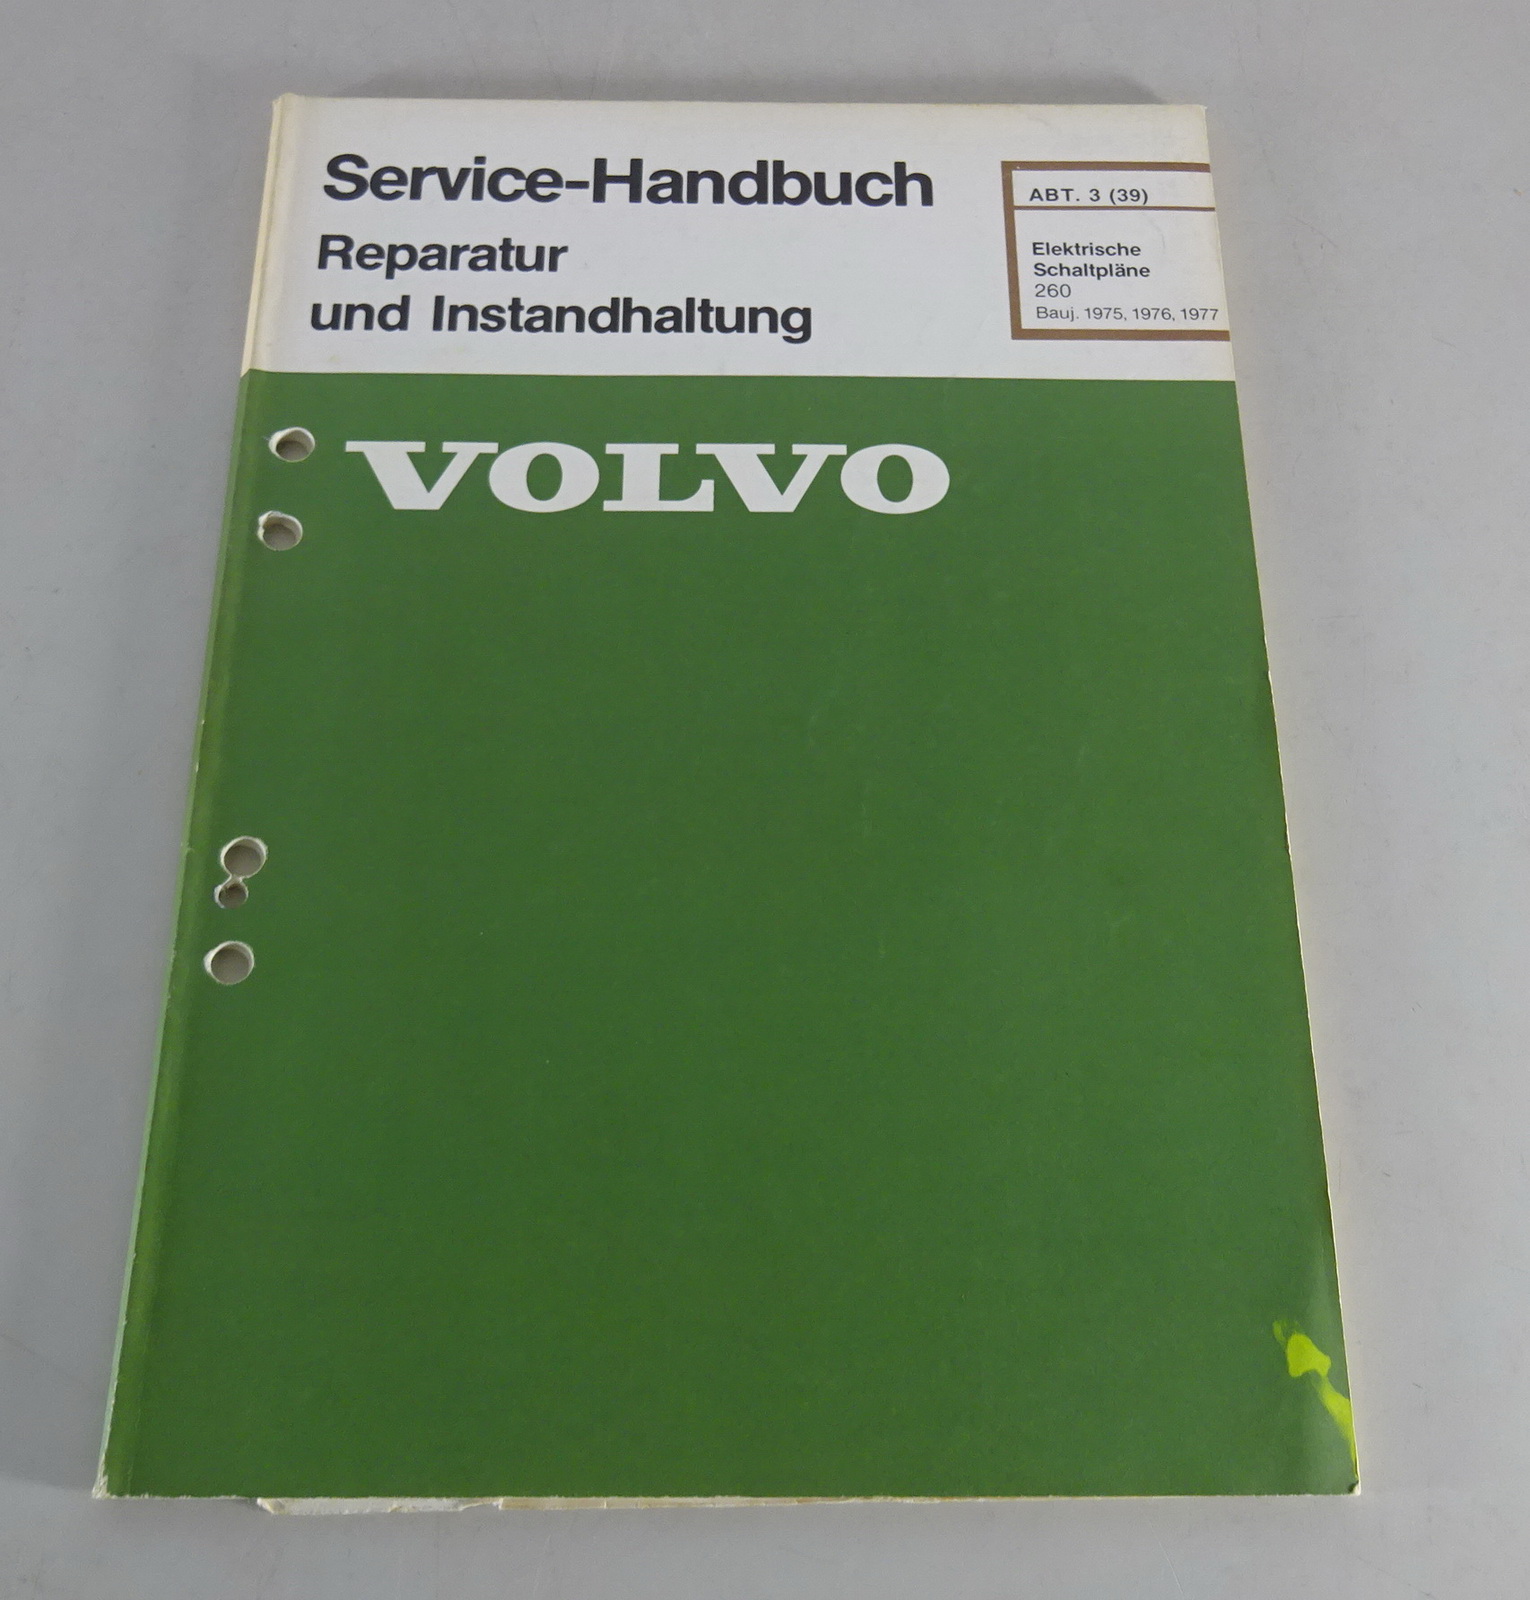 Service-Handbuch
Reparatur
und Instandhaltung
ABT. 3 (39)
Elektrische
Schaltpläne
260
Bauj. 1975, 1976, 1977
VOLVO